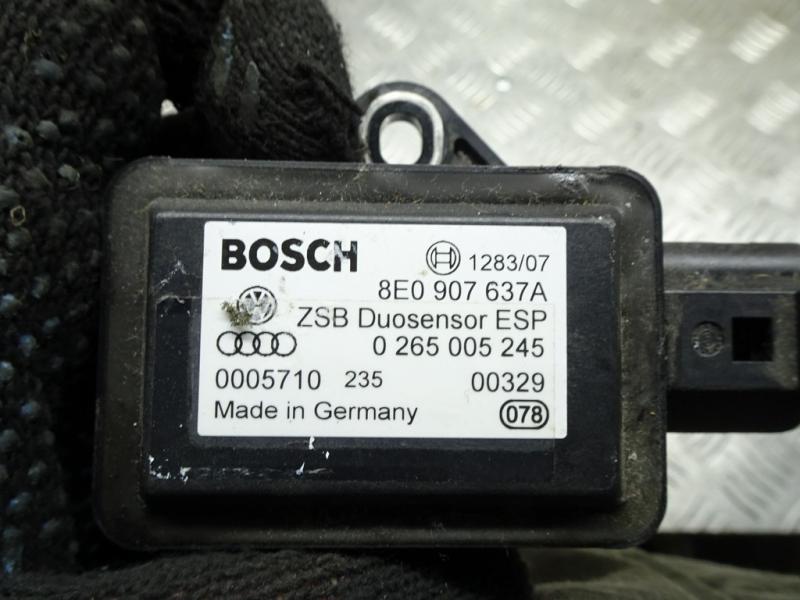 BOSCH 1283/07
8E0 907 637A
ZSB Duosensor ESP
0 265 005 245
0005710 235 00329
Made in Germany 078